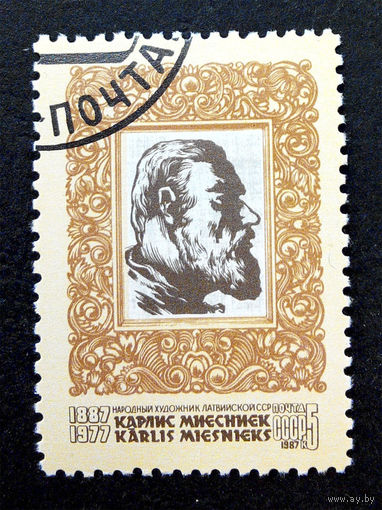 ПОЧТА
1887
1977
НАРОДНЫЙ ХУДОЖНИК ЛАТВИЙСКОЙ ССР
КАРЛИС МИЕСНИЕК
KĀRLIS MIESNIEKS
ПОЧТА
СССР 5
1987 К
www.ay.by